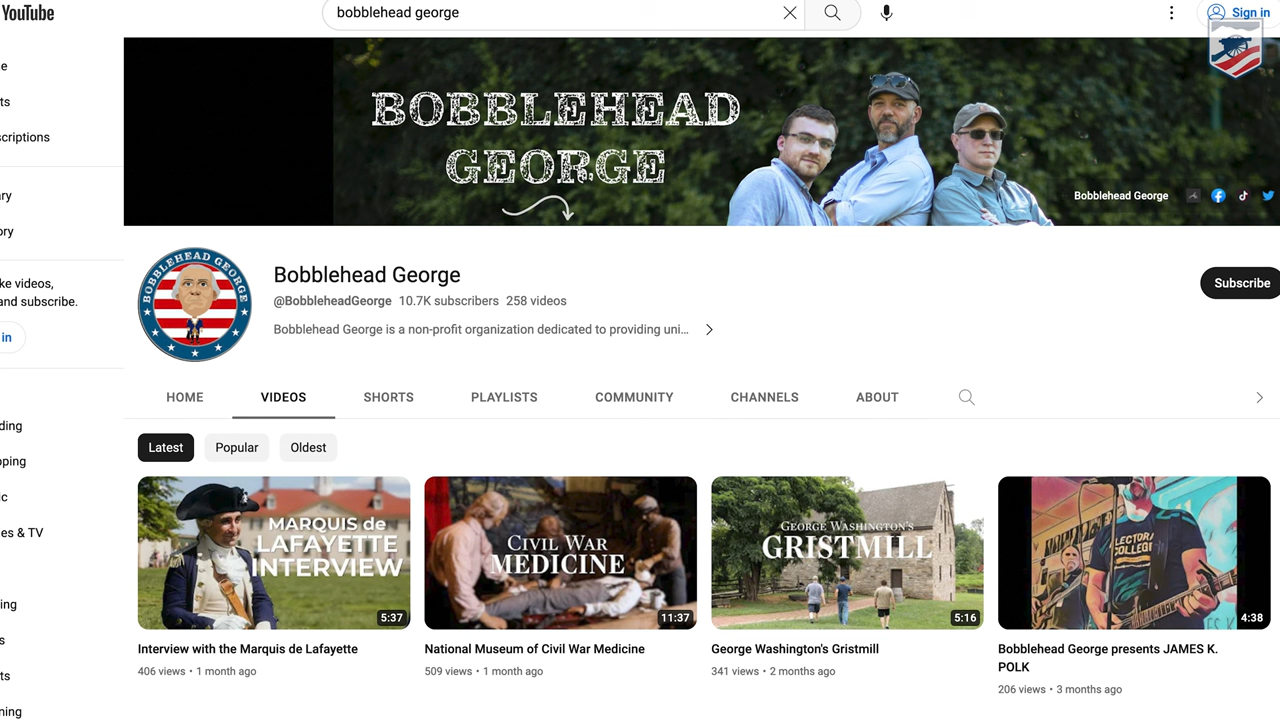 YouTube
bobblehead george
Sign in
e
ts
scriptions
ry
ory
ke videos,
and subscribe.
in
ding
pping
c
es & TV
ing
s
ts
ning
BOBBLEHEAD
GEORGE
Bobblehead George
BOBBLEHEAD GEORGE
Bobblehead George
@BobbleheadGeorge 10.7K subscribers 258 videos
Bobblehead George is a non-profit organization dedicated to providing uni...
Subscribe
HOME VIDEOS SHORTS PLAYLISTS COMMUNITY CHANNELS ABOUT
Latest Popular Oldest
MARQUIS de
LAFAYETTE
INTERVIEW
5:37
CIVIL WAR
MEDICINE
11:37
GEORGE WASHINGTON'S
GRISTMILL
5:16
LECTORA
COLLEGE
4:38
Interview with the Marquis de Lafayette
406 views • 1 month ago
National Museum of Civil War Medicine
509 views • 1 month ago
George Washington's Gristmill
341 views • 2 months ago
Bobblehead George presents JAMES K.
POLK
206 views • 3 months ago